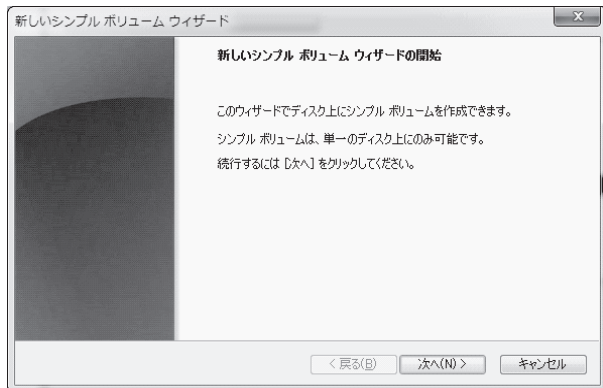 新しいシンプル ボリューム ウィザード
新しいシンプル ボリューム ウィザードの開始
このウィザードでディスク上にシンプル ボリュームを作成できます。
シンプル ボリュームは、単一のディスク上にのみ可能です。
続行するには [次へ] をクリックしてください。
< 戻る(B) 次へ(N) > キャンセル